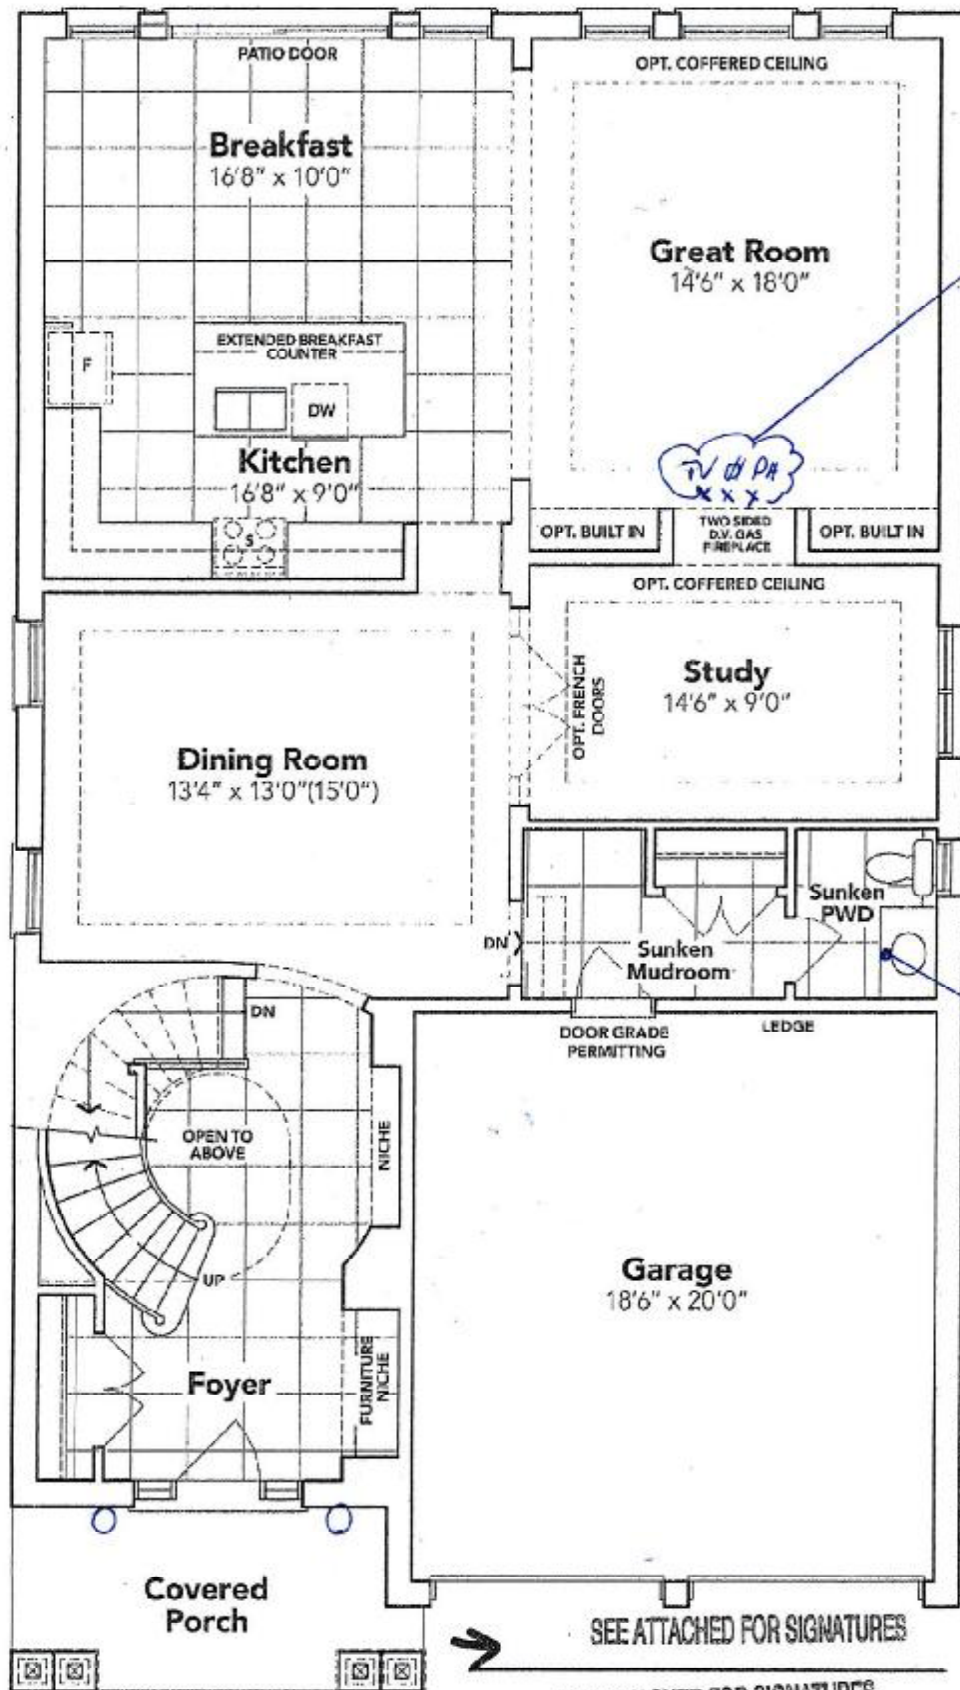 PATIO DOOR
OPT. COFFERED CEILING
Breakfast
16'8" x 10'0"
Great Room
14'6" x 18'0"
EXTENDED BREAKFAST
COUNTER
F
DW
Kitchen
16'8" x 9'0"
S
TV
PA
x x x
OPT. BUILT IN
TWO SIDED
D.V. GAS
FIREPLACE
OPT. BUILT IN
OPT. COFFERED CEILING
Study
14'6" x 9'0"
OPT. FRENCH
DOORS
Dining Room
13'4" x 13'0"(15'0")
Sunken
PWD
DN
Sunken
Mudroom
DN
DOOR GRADE
PERMITTING
LEDGE
OPEN TO
ABOVE
NICHE
UP
Garage
18'6" x 20'0"
Foyer
FURNITURE
NICHE
Covered
Porch
SEE ATTACHED FOR SIGNATURES
FOR SIGNATURES